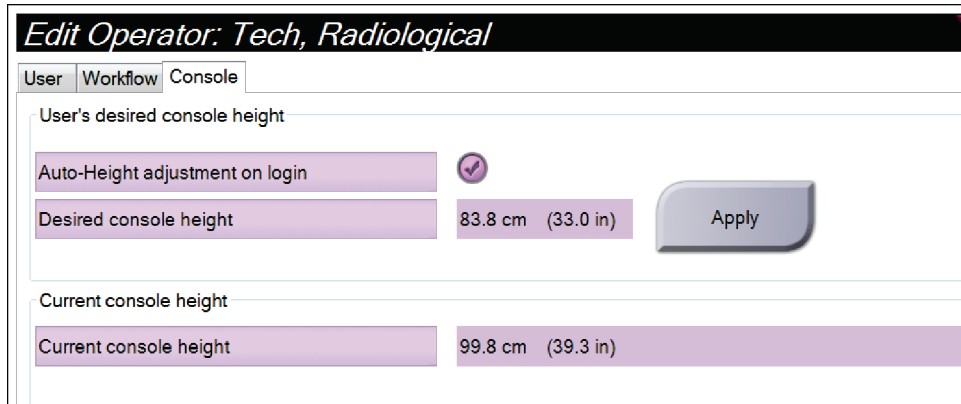 Edit Operator: Tech, Radiological
User Workflow Console
User's desired console height
Auto-Height adjustment on login
Desired console height 83.8 cm (33.0 in) Apply
Current console height
Current console height 99.8 cm (39.3 in)